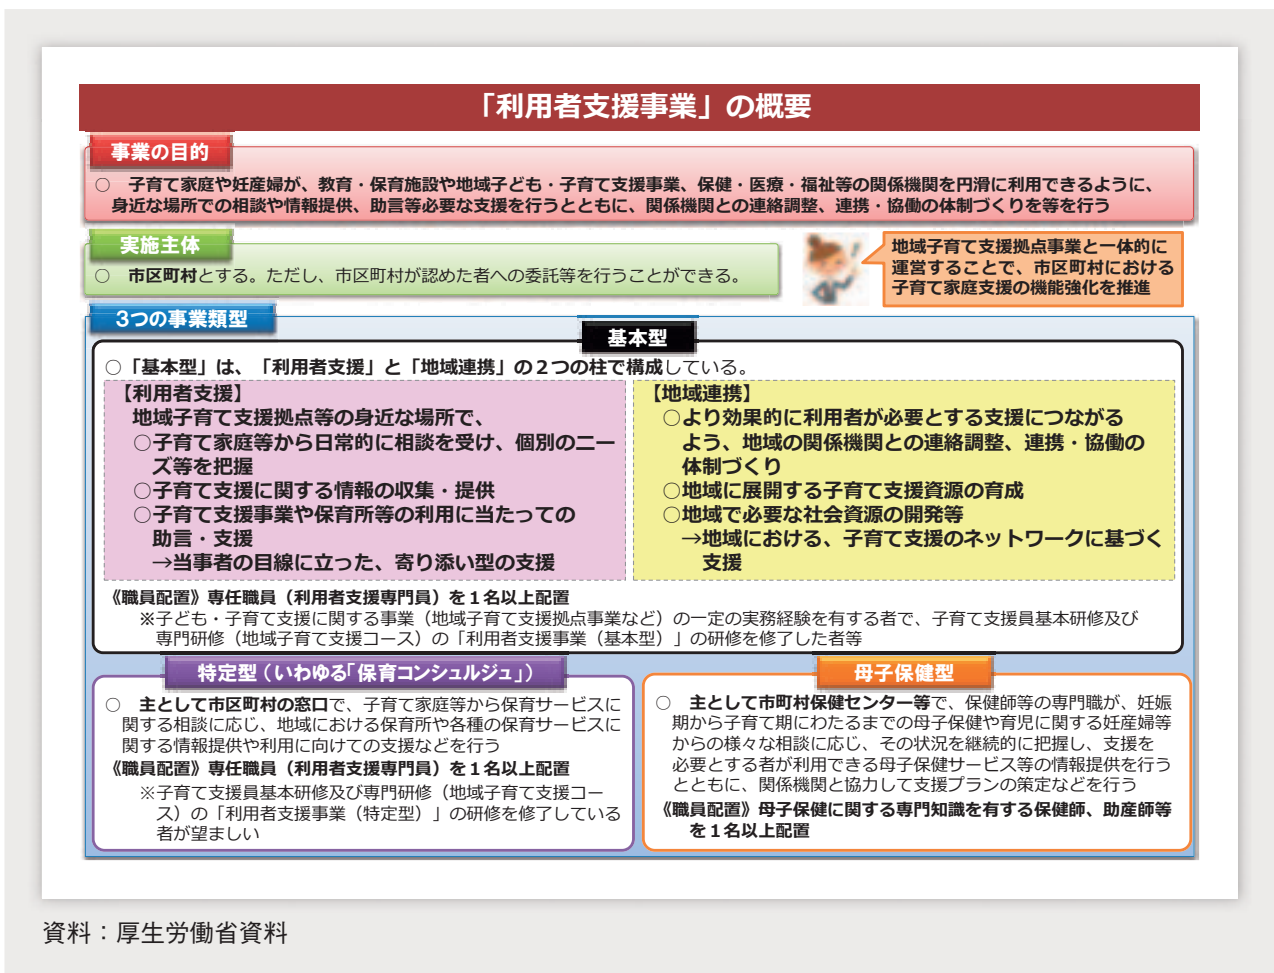 「利用者支援事業」の概要
事業の目的
○ 子育て家庭や妊産婦が、教育・保育施設や地域子ども・子育て支援事業、保健・医療・福祉等の関係機関を円滑に利用できるように、
身近な場所での相談や情報提供、助言等必要な支援を行うとともに、関係機関との連絡調整、連携・協働の体制づくりを等を行う
実施主体
○ 市区町村とする。ただし、市区町村が認めた者への委託等を行うことができる。
地域子育て支援拠点事業と一体的に
運営することで、市区町村における
子育て家庭支援の機能強化を推進
3つの事業類型
基本型
○「基本型」は、「利用者支援」と「地域連携」の２つの柱で構成している。
【利用者支援】
地域子育て支援拠点等の身近な場所で、
○子育て家庭等から日常的に相談を受け、個別のニー
ズ等を把握
○子育て支援に関する情報の収集・提供
○子育て支援事業や保育所等の利用に当たっての
助言・支援
→当事者の目線に立った、寄り添い型の支援
【地域連携】
○より効果的に利用者が必要とする支援につながる
よう、地域の関係機関との連絡調整、連携・協働の
体制づくり
○地域に展開する子育て支援資源の育成
○地域で必要な社会資源の開発等
→地域における、子育て支援のネットワークに基づく
支援
《職員配置》専任職員（利用者支援専門員）を１名以上配置
※子ども・子育て支援に関する事業（地域子育て支援拠点事業など）の一定の実務経験を有する者で、子育て支援員基本研修及び
専門研修（地域子育て支援コース）の「利用者支援事業（基本型）」の研修を修了した者等
特定型（いわゆる「保育コンシュルジュ」）
○ 主として市区町村の窓口で、子育て家庭等から保育サービスに
関する相談に応じ、地域における保育所や各種の保育サービスに
関する情報提供や利用に向けての支援などを行う
《職員配置》専任職員（利用者支援専門員）を１名以上配置
※子育て支援員基本研修及び専門研修（地域子育て支援コー
ス）の「利用者支援事業（特定型）」の研修を修了している
者が望ましい
母子保健型
○ 主として市町村保健センター等で、保健師等の専門職が、妊娠
期から子育て期にわたるまでの母子保健や育児に関する妊産婦等
からの様々な相談に応じ、その状況を継続的に把握し、支援を
必要とする者が利用できる母子保健サービス等の情報提供を行う
とともに、関係機関と協力して支援プランの策定などを行う
《職員配置》母子保健に関する専門知識を有する保健師、助産師等
を１名以上配置
資料：厚生労働省資料